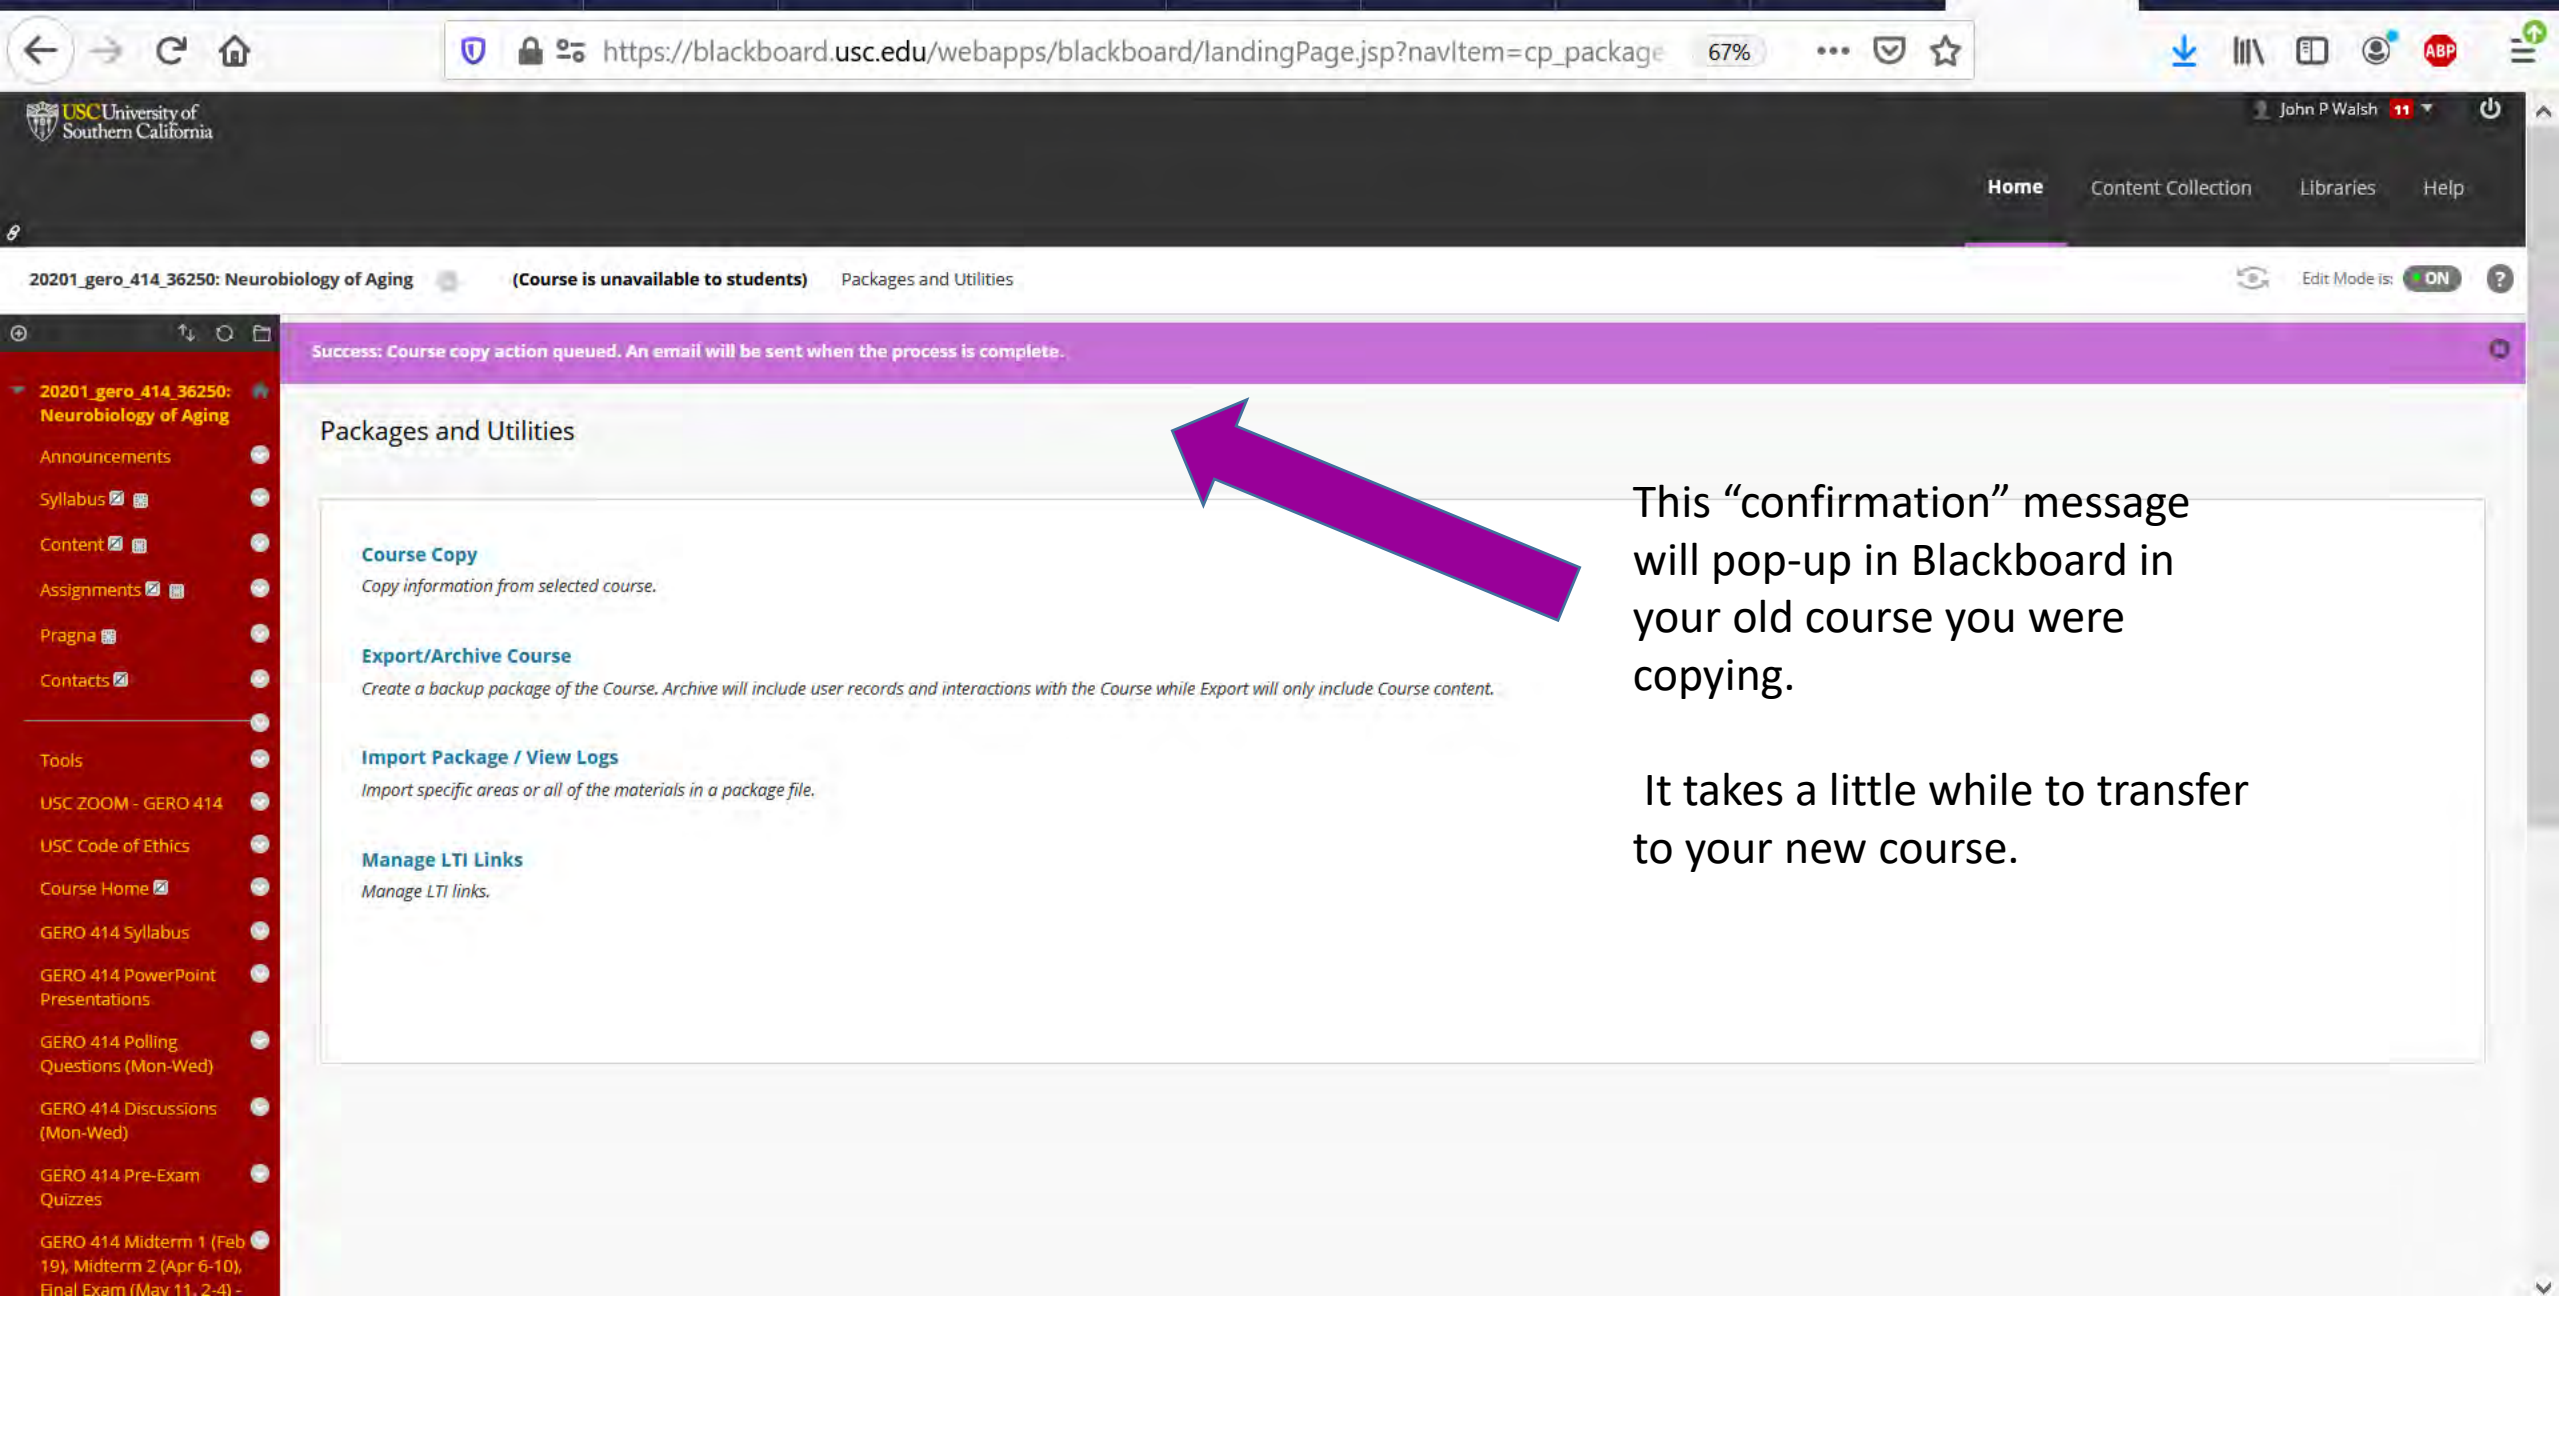 https://blackboard.usc.edu/webapps/blackboard/landingPage.jsp?navItem=cp_package
67%
ABP
USC University of
Southern California
John P Walsh 11
Home Content Collection Libraries Help
20201_gero_414_36250: Neurobiology of Aging (Course is unavailable to students) Packages and Utilities
Edit Mode is: ON ?
Success: Course copy action queued. An email will be sent when the process is complete.
20201_gero_414_36250:
Neurobiology of Aging
Announcements
Syllabus
Content
Assignments
Pragna
Contacts
Tools
USC ZOOM - GERO 414
USC Code of Ethics
Course Home
GERO 414 Syllabus
GERO 414 PowerPoint
Presentations
GERO 414 Polling
Questions (Mon-Wed)
GERO 414 Discussions
(Mon-Wed)
GERO 414 Pre-Exam
Quizzes
GERO 414 Midterm 1 (Feb
19), Midterm 2 (Apr 6-10),
Final Exam (May 11, 2-4) -
Packages and Utilities
Course Copy
Copy information from selected course.
Export/Archive Course
Create a backup package of the Course. Archive will include user records and interactions with the Course while Export will only include Course content.
Import Package / View Logs
Import specific areas or all of the materials in a package file.
Manage LTI Links
Manage LTI links.
This “confirmation” message
will pop-up in Blackboard in
your old course you were
copying.
It takes a little while to transfer
to your new course.